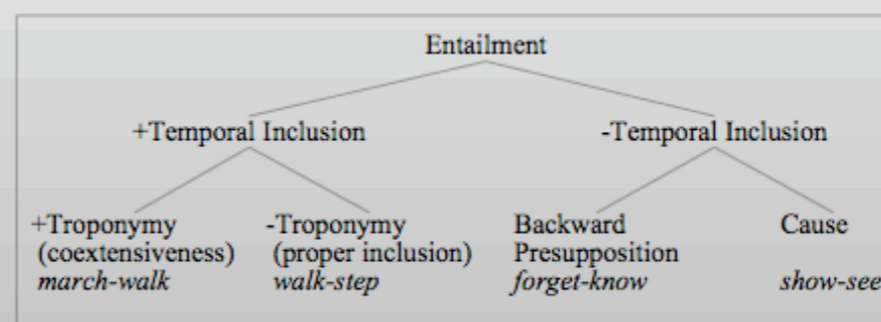 Entailment
+Temporal Inclusion
-Temporal Inclusion
+Troponymy
(coextensiveness)
march-walk
-Troponymy
(proper inclusion)
walk-step
Backward
Presupposition
forget-know
Cause
show-see